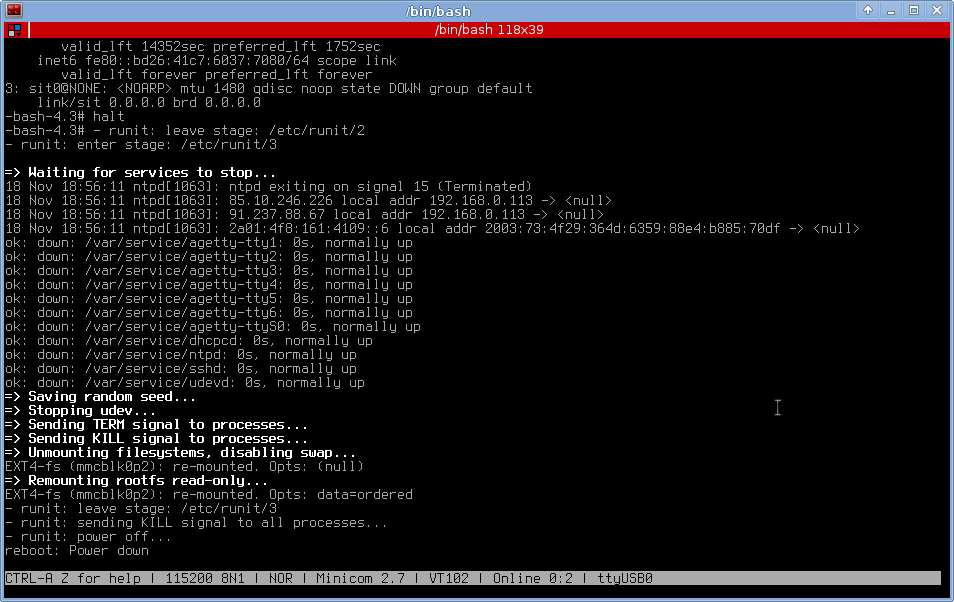 /bin/bash
/bin/bash 118x39
valid_lft 14352sec preferred_lft 1752sec
inet6 fe80::bd26:41c7:6037:7080/64 scope link
valid_lft forever preferred_lft forever
3: sit0@NONE: <NOARP> mtu 1480 qdisc noop state DOWN group default
link/sit 0.0.0.0 brd 0.0.0.0
-bash-4.3# halt
-bash-4.3# - runit: leave stage: /etc/runit/2
- runit: enter stage: /etc/runit/3
=> Waiting for services to stop...
18 Nov 18:56:11 ntpd[1063]: ntpd exiting on signal 15 (Terminated)
18 Nov 18:56:11 ntpd[1063]: 85.10.246.226 local addr 192.168.0.113 -> <null>
18 Nov 18:56:11 ntpd[1063]: 91.237.88.67 local addr 192.168.0.113 -> <null>
18 Nov 18:56:11 ntpd[1063]: 2a01:4f8:161:4109::6 local addr 2003:73:4f29:364d:6359:88e4:b885:70df -> <null>
ok: down: /var/service/agetty-tty1: 0s, normally up
ok: down: /var/service/agetty-tty2: 0s, normally up
ok: down: /var/service/agetty-tty3: 0s, normally up
ok: down: /var/service/agetty-tty4: 0s, normally up
ok: down: /var/service/agetty-tty5: 0s, normally up
ok: down: /var/service/agetty-tty6: 0s, normally up
ok: down: /var/service/agetty-ttyS0: 0s, normally up
ok: down: /var/service/dhcpcd: 0s, normally up
ok: down: /var/service/ntpd: 0s, normally up
ok: down: /var/service/sshd: 0s, normally up
ok: down: /var/service/udevd: 0s, normally up
=> Saving random seed...
=> Stopping udev...
=> Sending TERM signal to processes...
=> Sending KILL signal to processes...
=> Unmounting filesystems, disabling swap...
EXT4-fs (mmcblk0p2): re-mounted. Opts: (null)
=> Remounting rootfs read-only...
EXT4-fs (mmcblk0p2): re-mounted. Opts: data=ordered
- runit: leave stage: /etc/runit/3
- runit: sending KILL signal to all processes...
- runit: power off...
reboot: Power down
CTRL-A Z for help | 115200 8N1 | NOR | Minicom 2.7 | VT102 | Online 0:2 | ttyUSB0